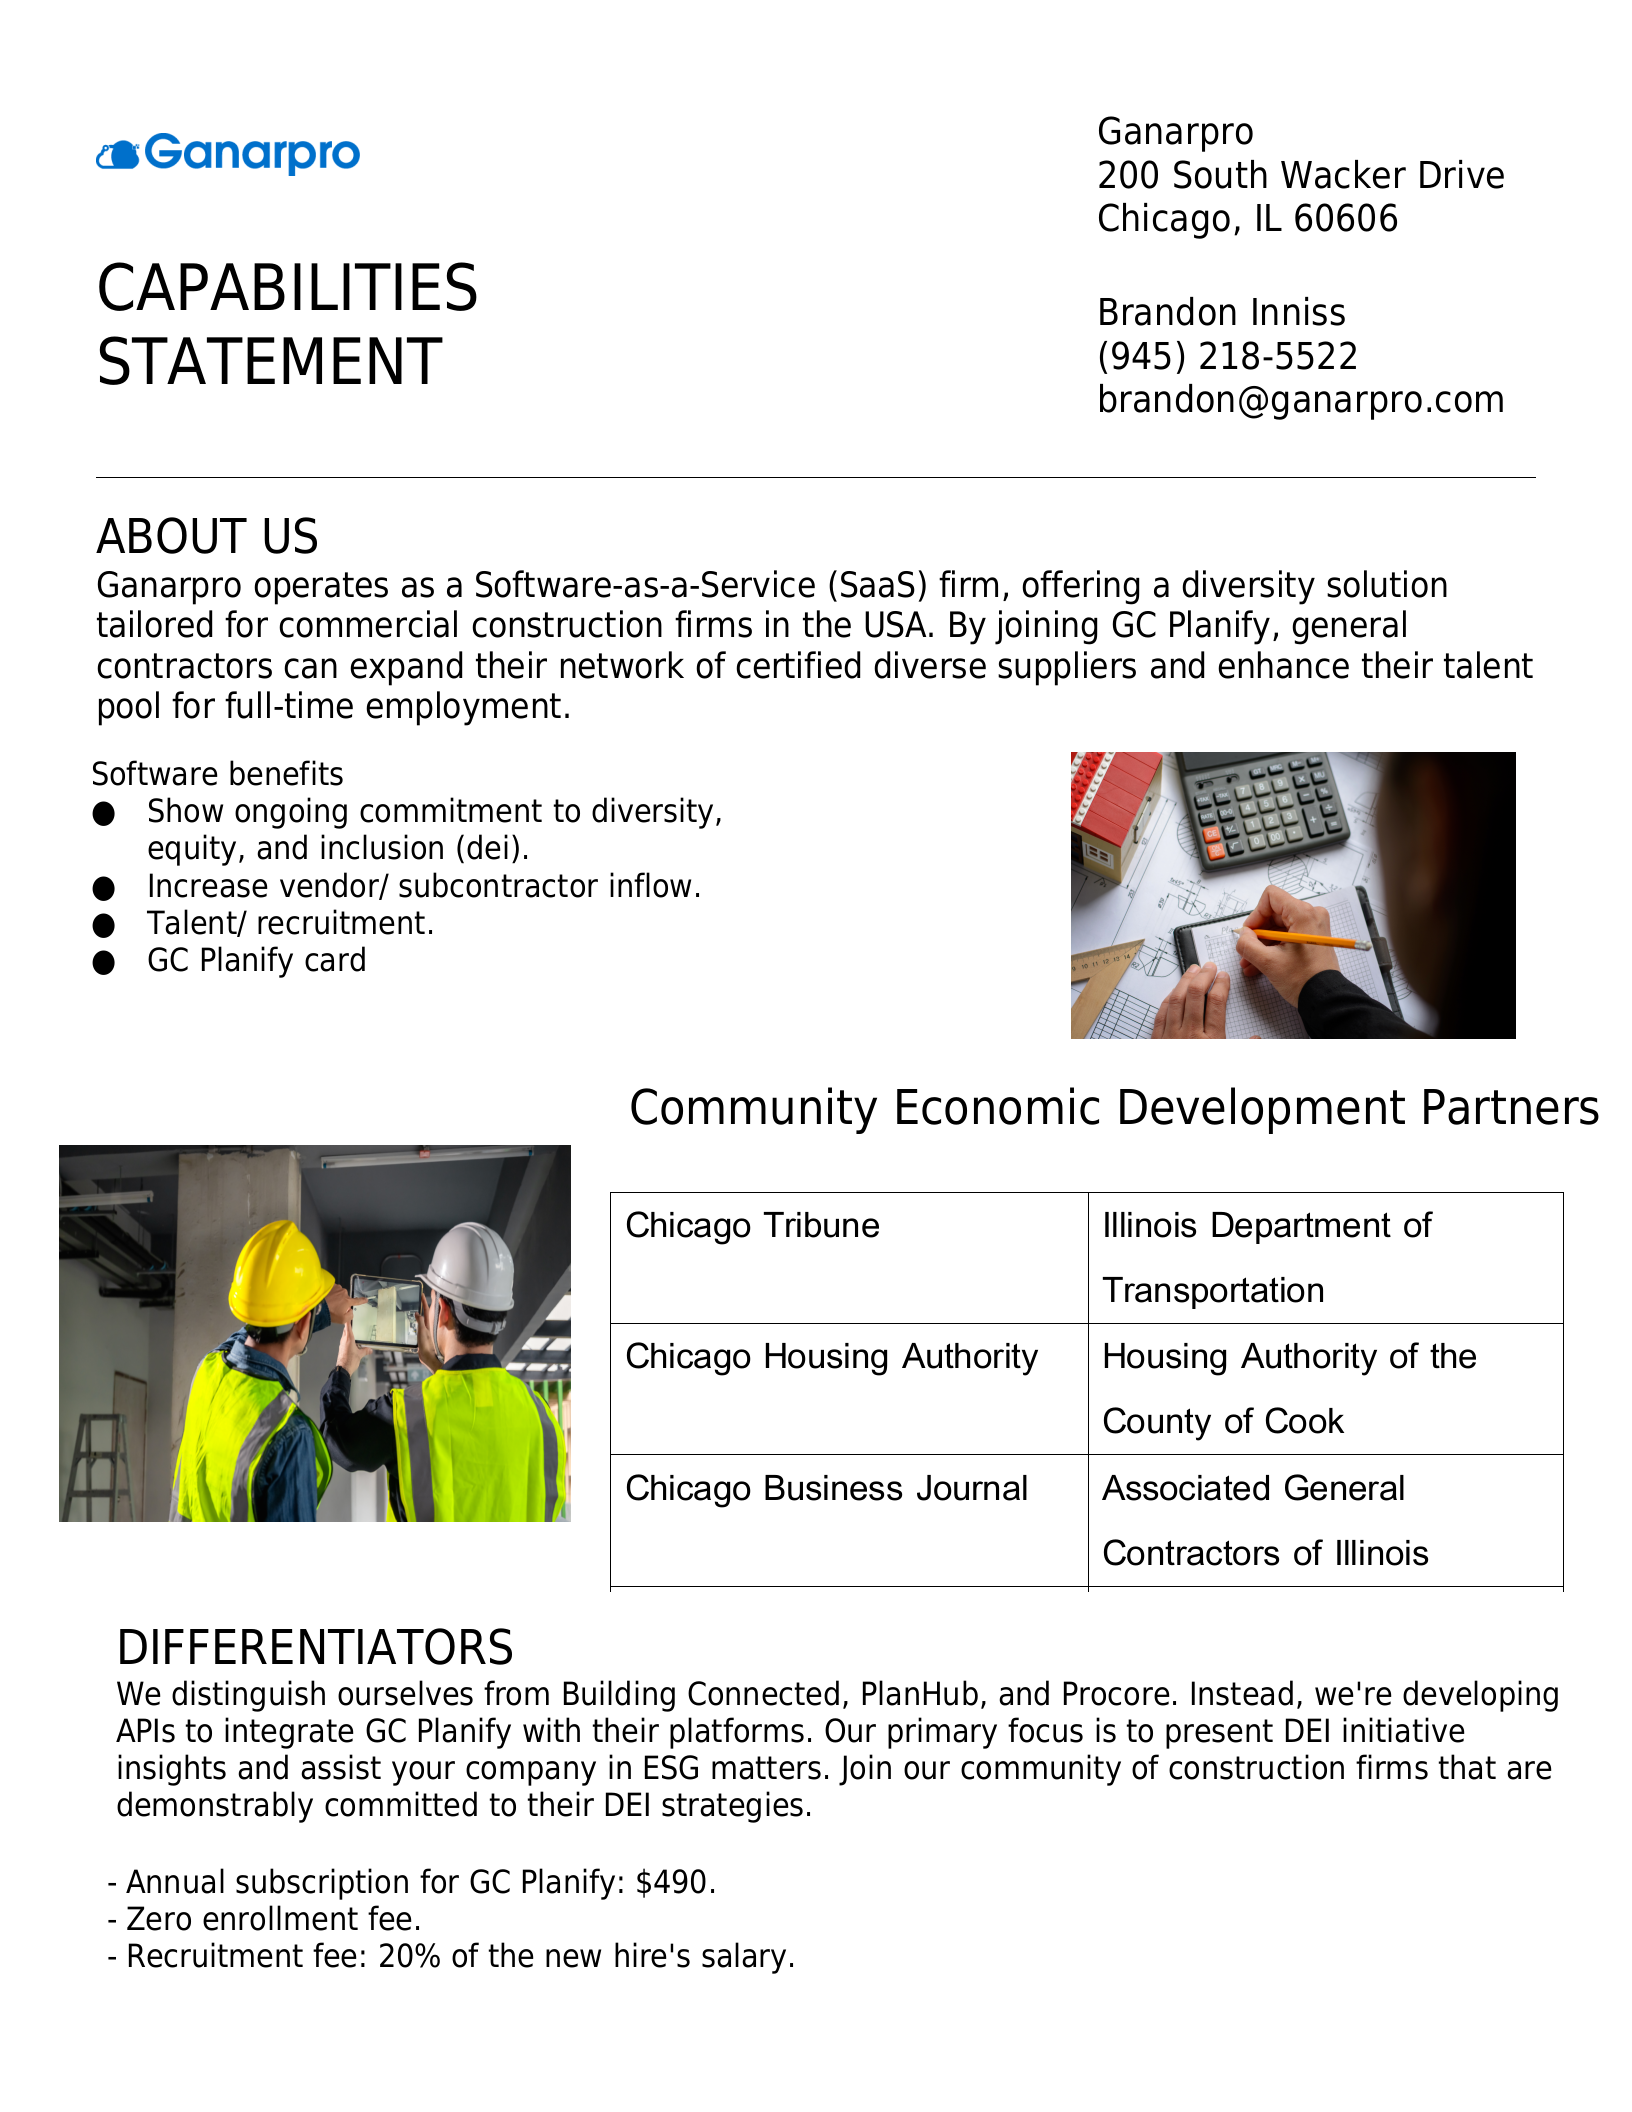 Ganarpro
Ganarpro
200 South Wacker Drive
Chicago, IL 60606
CAPABILITIES
STATEMENT
Brandon Inniss
(945) 218-5522
brandon@ganarpro.com
ABOUT US
Ganarpro operates as a Software-as-a-Service (SaaS) firm, offering a diversity solution
tailored for commercial construction firms in the USA. By joining GC Planify, general
contractors can expand their network of certified diverse suppliers and enhance their talent
pool for full-time employment.
Software benefits
● Show ongoing commitment to diversity,
equity, and inclusion (dei).
● Increase vendor/ subcontractor inflow.
● Talent/ recruitment.
● GC Planify card
Community Economic Development Partners
Chicago Tribune
Illinois Department of
Transportation
Chicago Housing Authority
Housing Authority of the
County of Cook
Chicago Business Journal
Associated General
Contractors of Illinois
DIFFERENTIATORS
We distinguish ourselves from Building Connected, PlanHub, and Procore. Instead, we're developing
APIs to integrate GC Planify with their platforms. Our primary focus is to present DEI initiative
insights and assist your company in ESG matters. Join our community of construction firms that are
demonstrably committed to their DEI strategies.
- Annual subscription for GC Planify: $490.
- Zero enrollment fee.
- Recruitment fee: 20% of the new hire's salary.